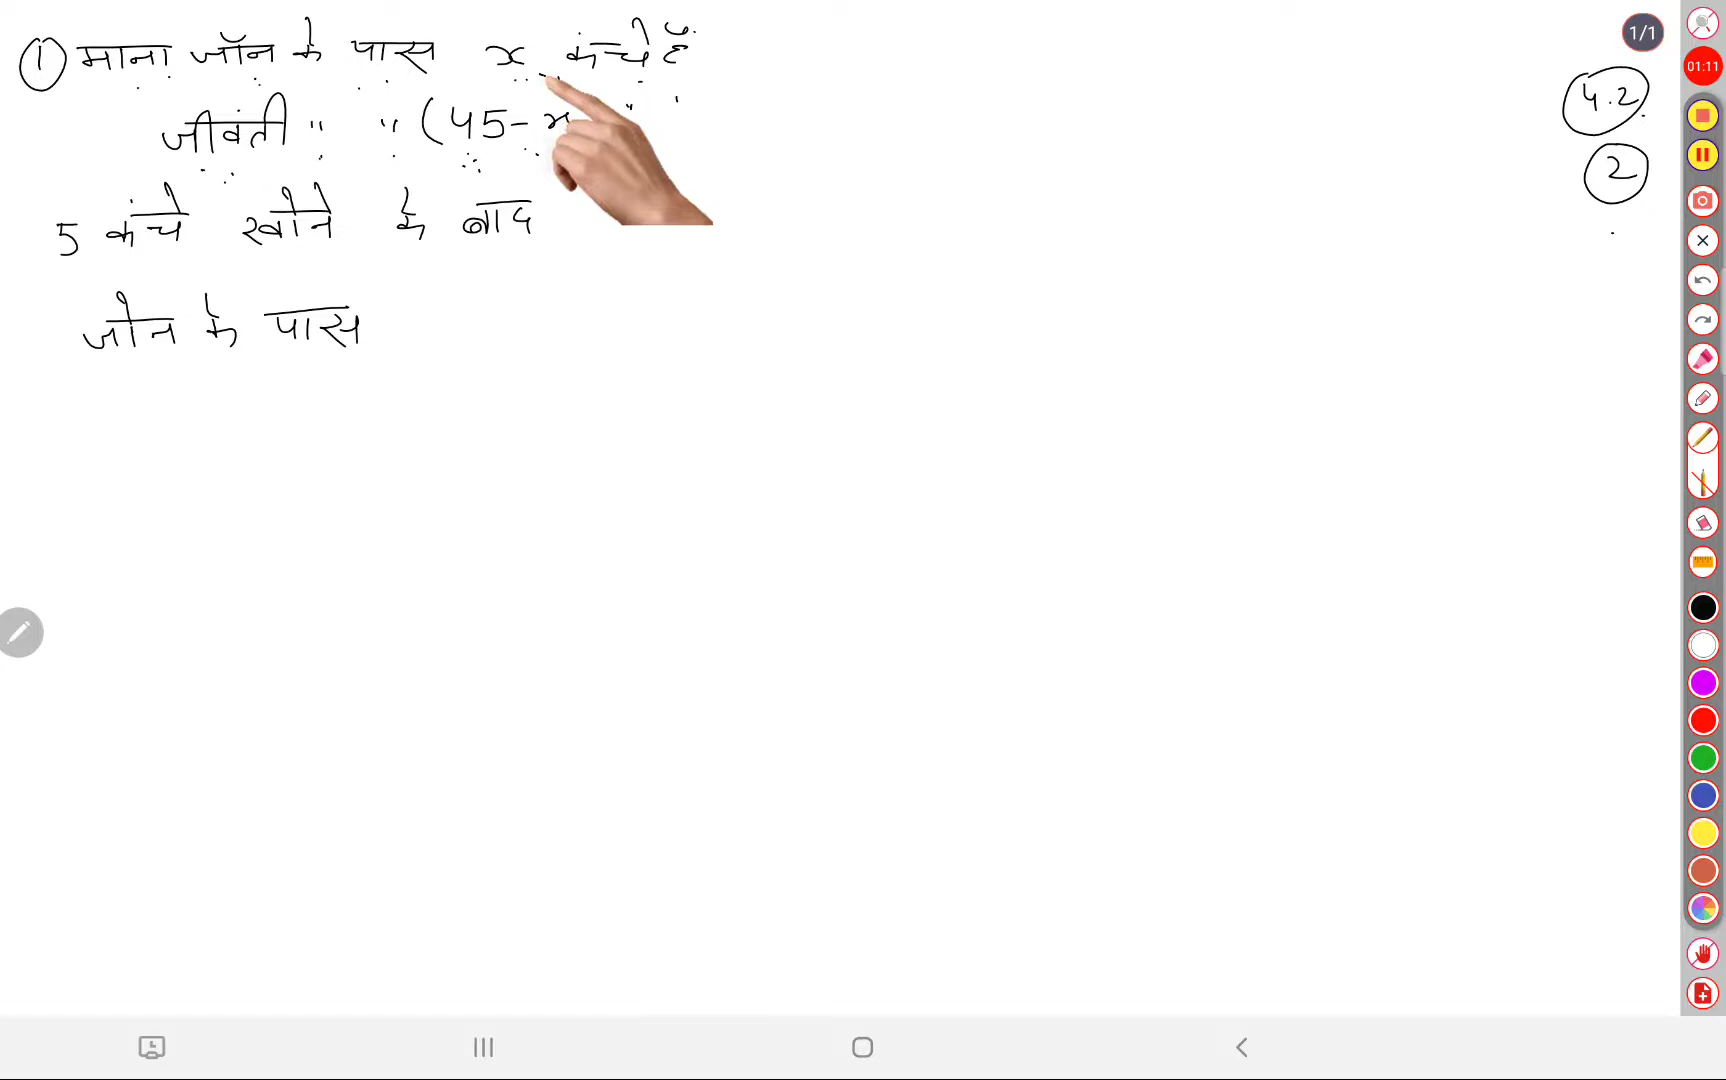 ① माना जॉन के पास x कंचे हैं
जीवंती " " (45-x " "
5 कंचे खोने के बाद
जॉन के पास
1/1
4.2
2
01:11